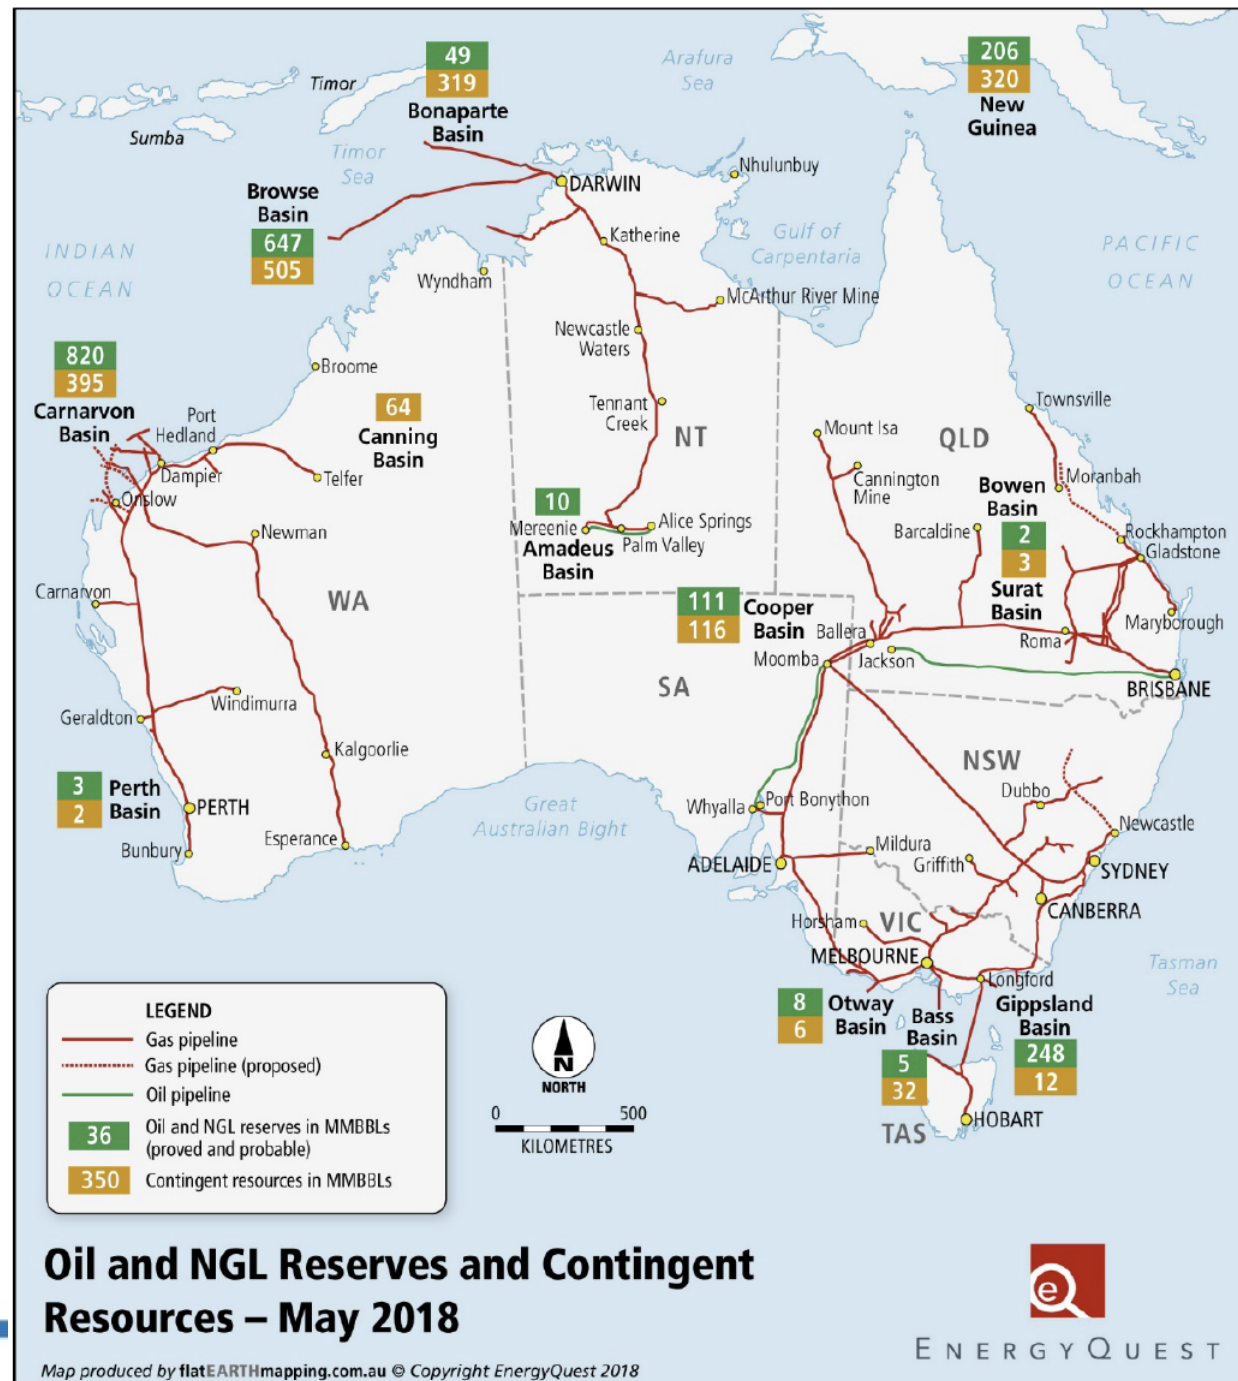 49
319
Bonaparte
Basin
206
320
New
Guinea
Arafura
Sea
Timor
Sumba
Timor
Sea
Nhulunbuy
DARWIN
Browse
Basin
647
505
Katherine
Gulf of
Carpentaria
INDIAN
OCEAN
PACIFIC
OCEAN
Wyndham
McArthur River Mine
Newcastle
Waters
820
395
Carnarvon
Basin
Broome
64
Canning
Basin
Port
Hedland
Dampier
Telfer
Onslow
Tennant
Creek
NT
Townsville
Mount Isa
QLD
Cannington
Mine
Moranbah
Bowen
Basin
2
3
Surat
Basin
Barcaldine
Rockhampton
Gladstone
10
Mereenie
Alice Springs
Palm Valley
Amadeus
Basin
Newman
Carnarvon
WA
111
116
Cooper
Basin
Ballera
Moomba
Jackson
Roma
Maryborough
BRISBANE
SA
Windimurra
Geraldton
Kalgoorlie
NSW
Dubbo
3
2
Perth
Basin
PERTH
Bunbury
Esperance
Great
Australian Bight
Whyalla
Port Bonython
Newcastle
ADELAIDE
Mildura
Griffith
SYDNEY
CANBERRA
Horsham
VIC
MELBOURNE
Longford
Tasman
Sea
8
6
Otway
Basin
Bass
Basin
5
32
Gippsland
Basin
248
12
TAS
HOBART
LEGEND
Gas pipeline
Gas pipeline (proposed)
Oil pipeline
36
Oil and NGL reserves in MMBBLs
(proved and probable)
350
Contingent resources in MMBBLs
N
NORTH
0
500
KILOMETRES
Oil and NGL Reserves and Contingent
Resources – May 2018
e
ENERGYQUEST
Map produced by flatEARTHmapping.com.au © Copyright EnergyQuest 2018